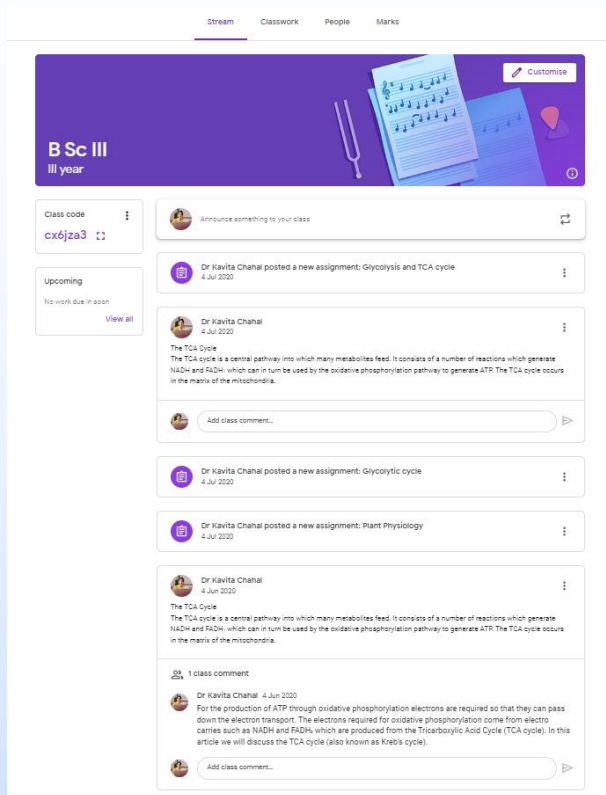 Stream Classwork People Marks
Customise
B Sc III
III year
Class code
cx6jza3
Upcoming
No work due in soon
View all
Announce something to your class
Dr Kavita Chahal posted a new assignment: Glycolysis and TCA cycle
4 Jul 2020
Dr Kavita Chahal
4 Jul 2020
The TCA Cycle
The TCA cycle is a central pathway into which many metabolites feed. It consists of a number of reactions which generate
NADH and FADH₂ which can in turn be used by the oxidative phosphorylation pathway to generate ATP. The TCA cycle occurs
in the matrix of the mitochondria.
Add class comment...
Dr Kavita Chahal posted a new assignment: Glycolytic cycle
4 Jul 2020
Dr Kavita Chahal posted a new assignment: Plant Physiology
4 Jul 2020
Dr Kavita Chahal
4 Jun 2020
The TCA Cycle
The TCA cycle is a central pathway into which many metabolites feed. It consists of a number of reactions which generate
NADH and FADH₂ which can in turn be used by the oxidative phosphorylation pathway to generate ATP. The TCA cycle occurs
in the matrix of the mitochondria.
1 class comment
Dr Kavita Chahal 4 Jun 2020
For the production of ATP through oxidative phosphorylation electrons are required so that they can pass
down the electron transport. The electrons required for oxidative phosphorylation come from electro
carries such as NADH and FADH₂ which are produced from the Tricarboxylic Acid Cycle (TCA cycle). In this
article we will discuss the TCA cycle (also known as Kreb's cycle).
Add class comment...